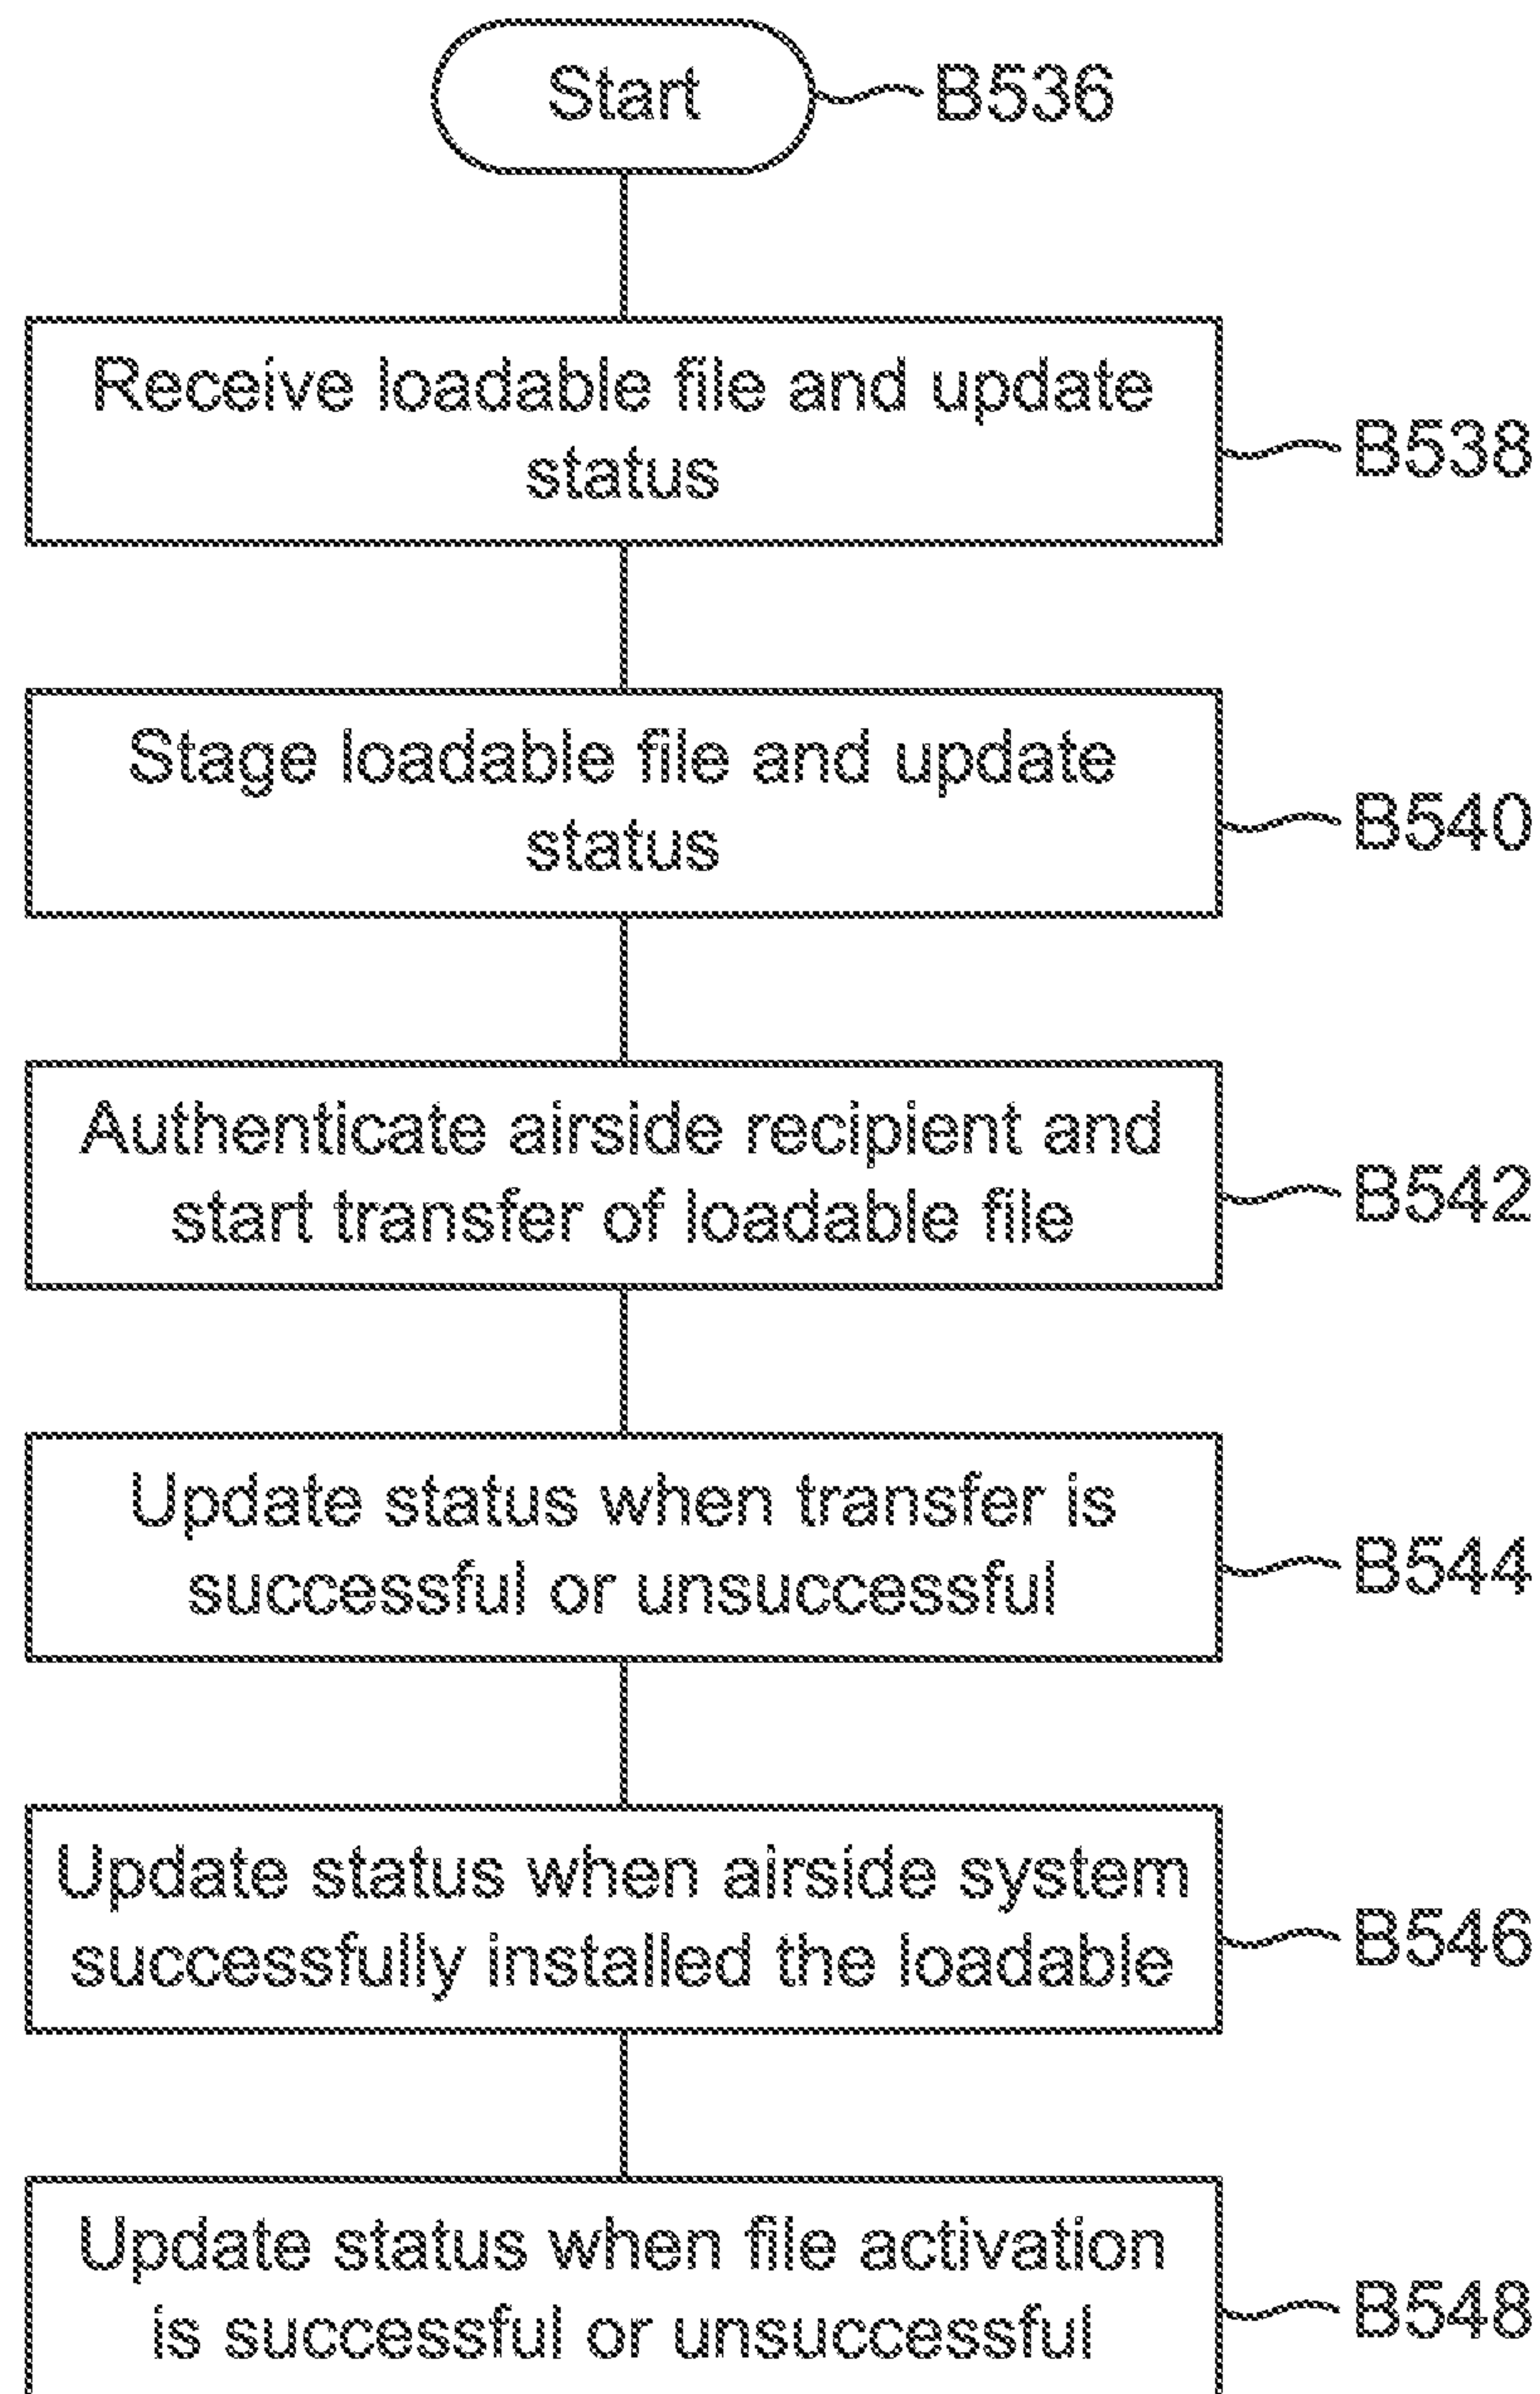 Start
B536
Receive loadable file and update
status
B538
Stage loadable file and update
status
B540
Authenticate airside recipient and
start transfer of loadable file
B542
Update status when transfer is
successful or unsuccessful
B544
Update status when airside system
successfully installed the loadable
B546
Update status when file activation
is successful or unsuccessful
B548